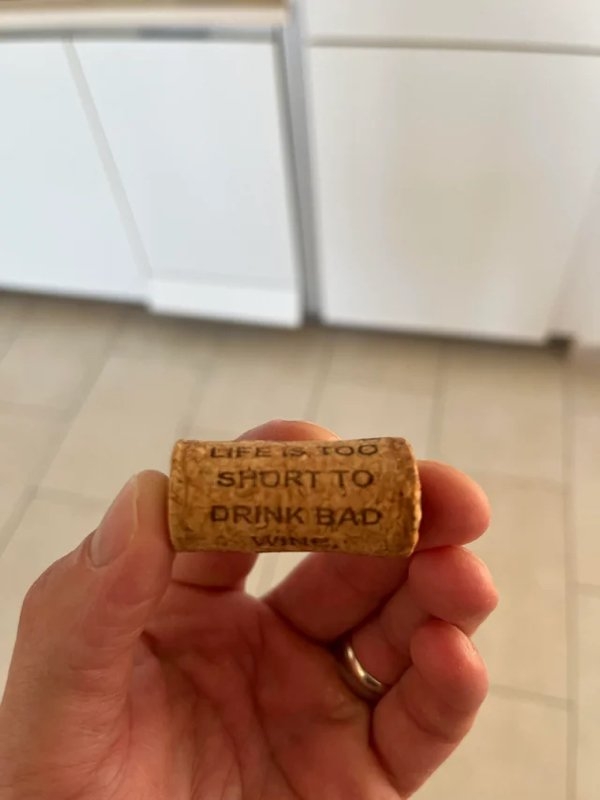 LIFE IS TOO
SHORT TO
DRINK BAD
WINE.